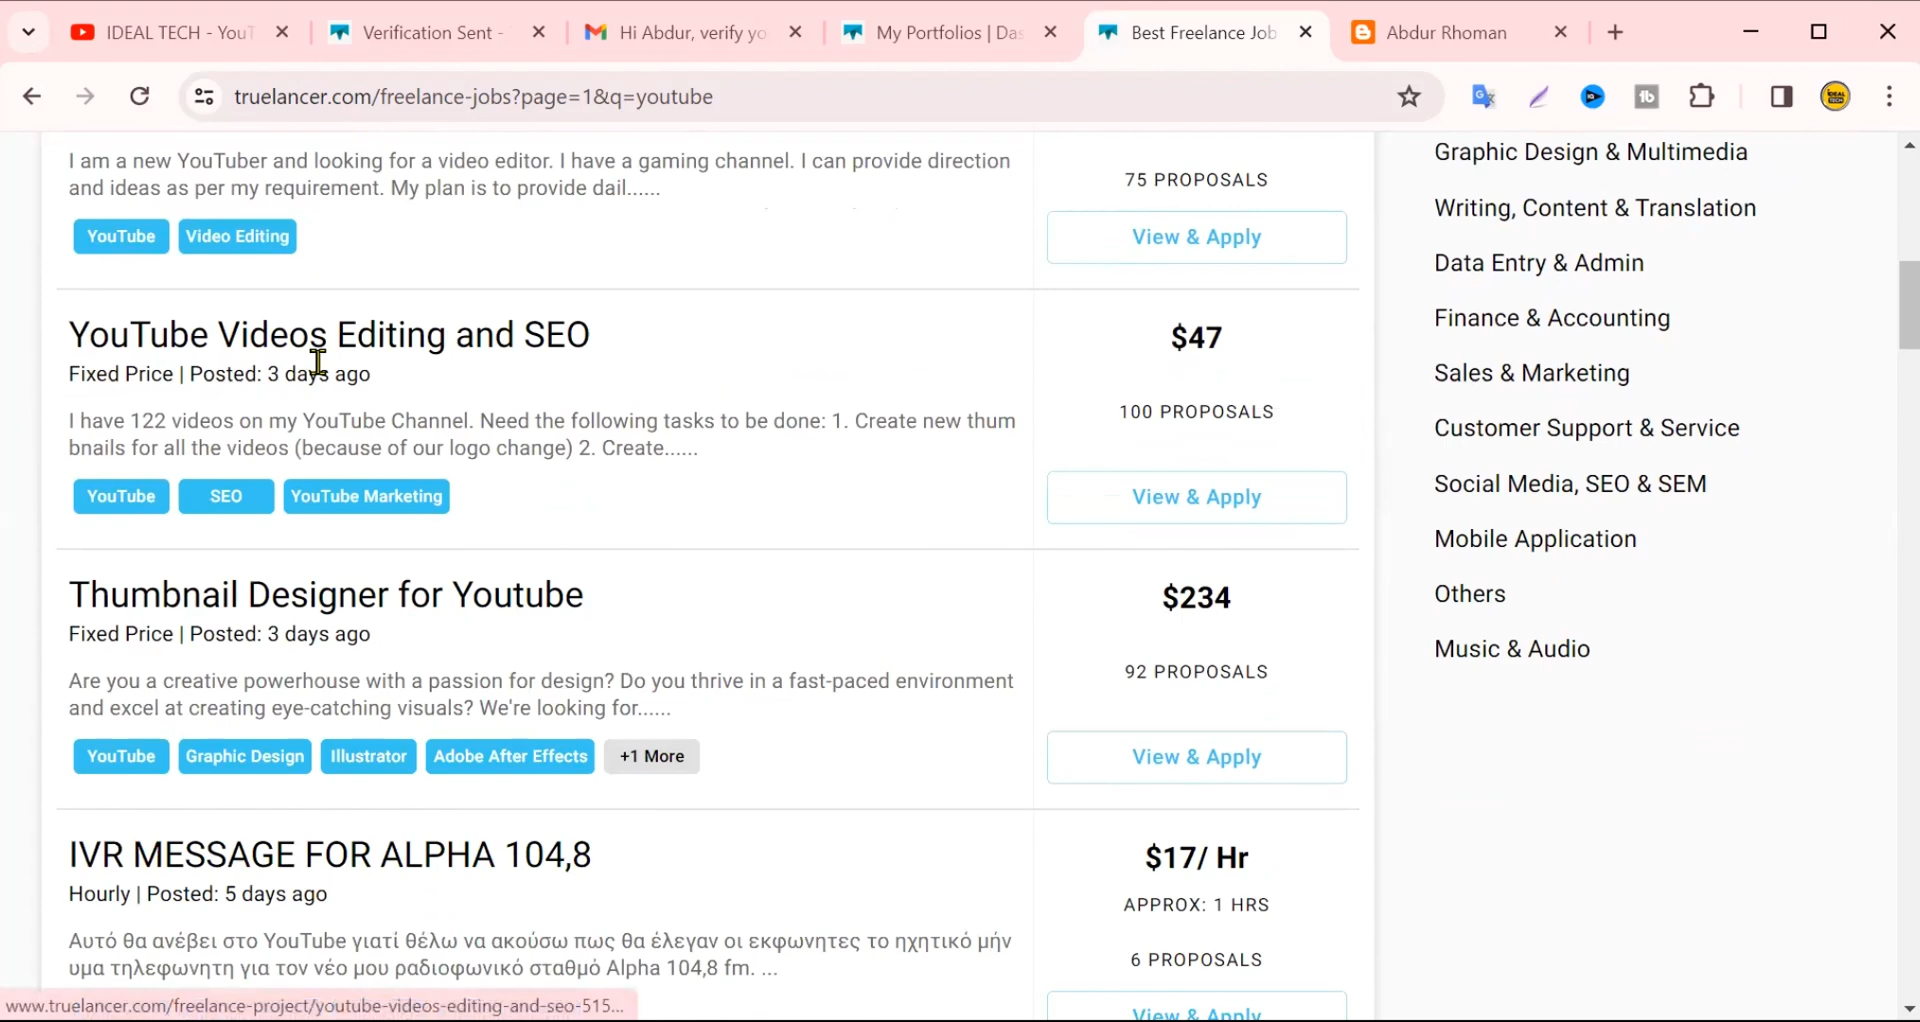 IDEAL TECH - YouT
Verification Sent -
Hi Abdur, verify yo
My Portfolios | Das
Best Freelance Job
Abdur Rhoman
truelancer.com/freelance-jobs?page=1&q=youtube
I am a new YouTuber and looking for a video editor. I have a gaming channel. I can provide direction
and ideas as per my requirement. My plan is to provide dail......
YouTube Video Editing
75 PROPOSALS
View & Apply
YouTube Videos Editing and SEO
Fixed Price | Posted: 3 days ago
I have 122 videos on my YouTube Channel. Need the following tasks to be done: 1. Create new thum
bnails for all the videos (because of our logo change) 2. Create......
YouTube SEO YouTube Marketing
$47
100 PROPOSALS
View & Apply
Thumbnail Designer for Youtube
Fixed Price | Posted: 3 days ago
Are you a creative powerhouse with a passion for design? Do you thrive in a fast-paced environment
and excel at creating eye-catching visuals? We're looking for......
YouTube Graphic Design Illustrator Adobe After Effects +1 More
$234
92 PROPOSALS
View & Apply
IVR MESSAGE FOR ALPHA 104,8
Hourly | Posted: 5 days ago
Αυτό θα ανέβει στο YouTube γιατί θέλω να ακούσω πως θα έλεγαν οι εκφωνητες το ηχητικό μήν
υμα τηλεφωνητη για τον νέο μου ραδιοφωνικό σταθμό Alpha 104,8 fm. ...
$17/ Hr
APPROX: 1 HRS
6 PROPOSALS
View & Apply
Graphic Design & Multimedia
Writing, Content & Translation
Data Entry & Admin
Finance & Accounting
Sales & Marketing
Customer Support & Service
Social Media, SEO & SEM
Mobile Application
Others
Music & Audio
www.truelancer.com/freelance-project/youtube-videos-editing-and-seo-515...